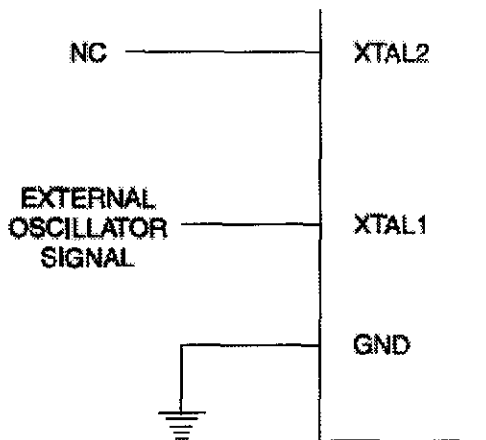 NC
XTAL2
EXTERNAL
OSCILLATOR
SIGNAL
XTAL1
GND